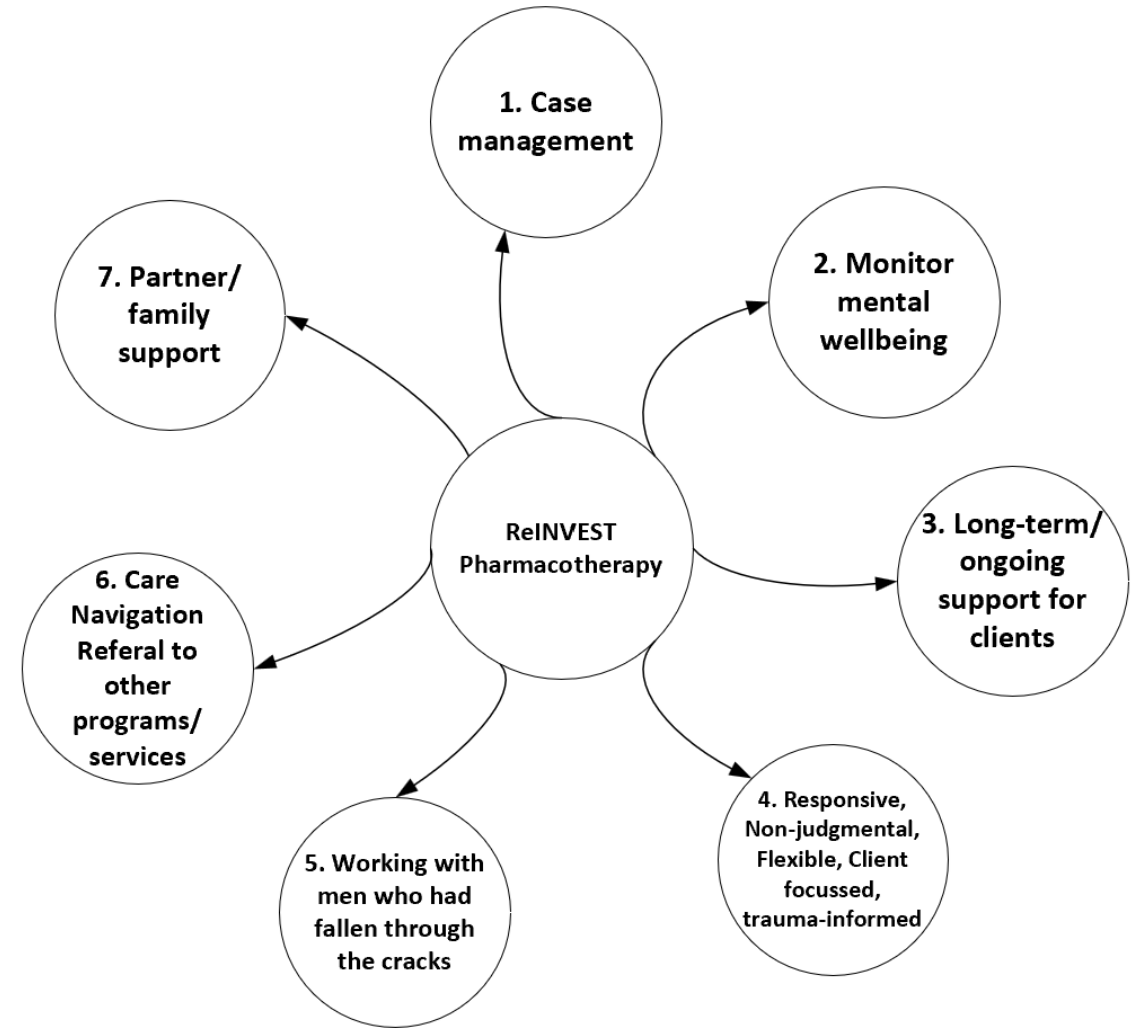 1. Case
management
2. Monitor
mental
wellbeing
3. Long-term/
ongoing
support for
clients
4. Responsive,
Non-judgmental,
Flexible, Client
focussed,
trauma-informed
5. Working with
men who had
fallen through
the cracks
6. Care
Navigation
Referal to
other
programs/
services
7. Partner/
family
support
ReINVEST
Pharmacotherapy